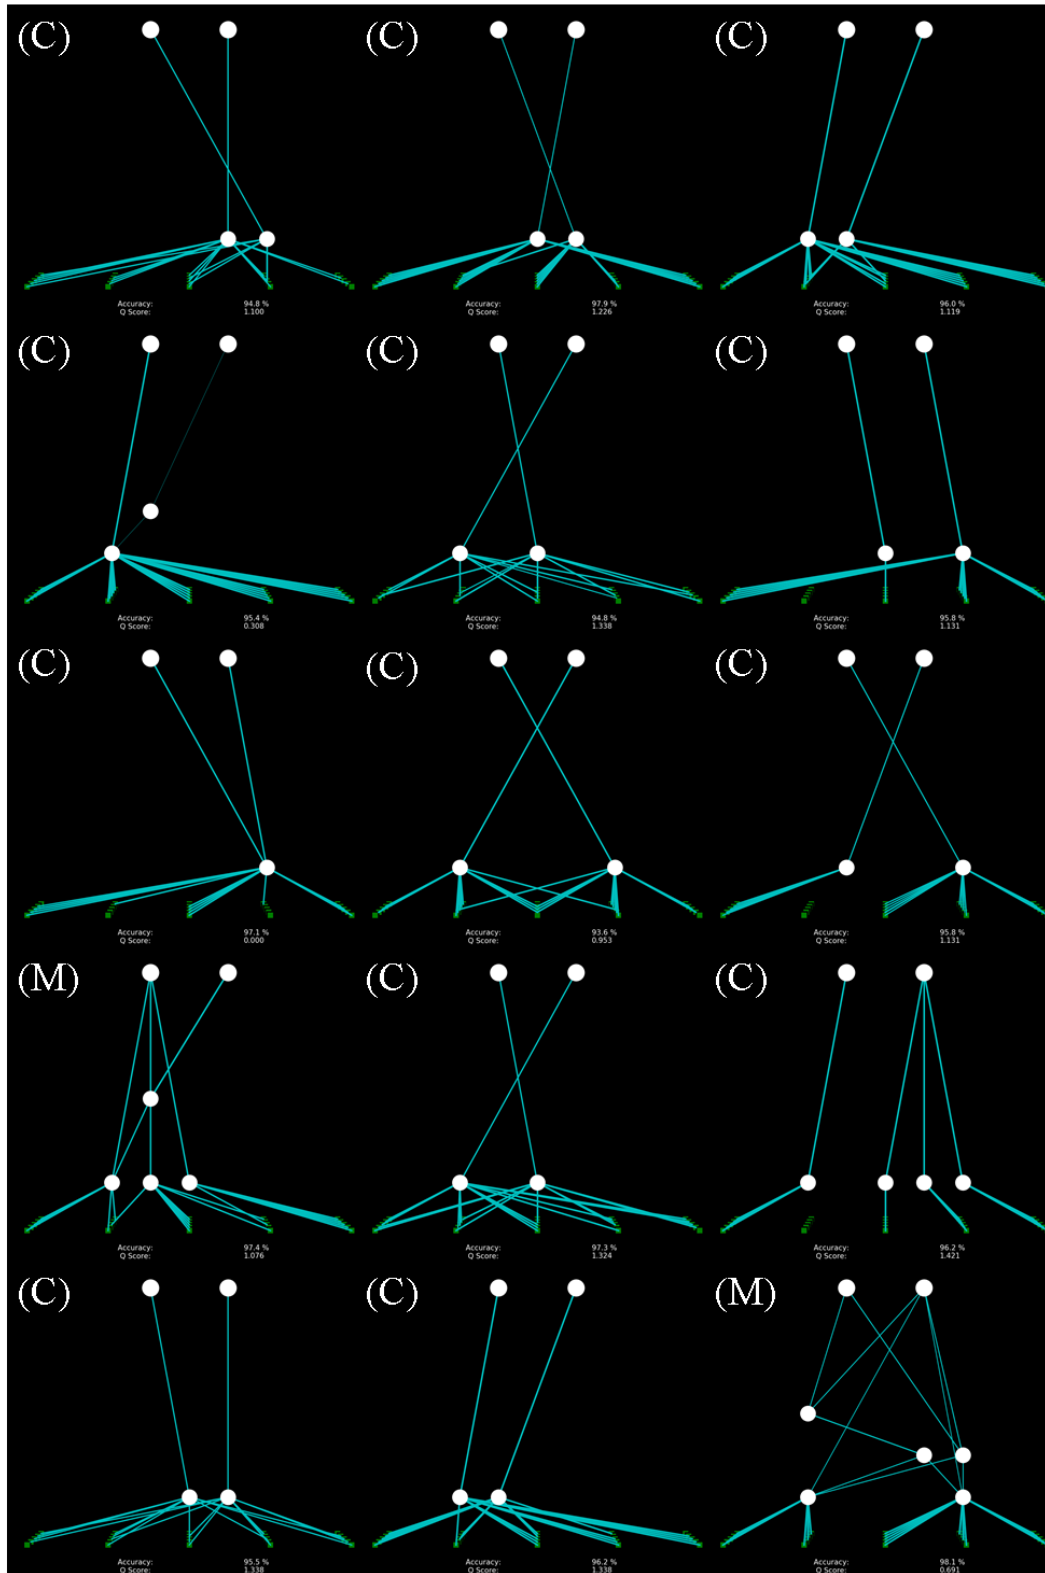 (C) (C) (C)
Accuracy: 94.8 % Accuracy: 97.9 % Accuracy: 96.0 %
Q Score: 1.100 Q Score: 1.226 Q Score: 1.119
(C) (C) (C)
Accuracy: 95.4 % Accuracy: 94.8 % Accuracy: 95.8 %
Q Score: 0.308 Q Score: 1.338 Q Score: 1.131
(C) (C) (C)
Accuracy: 97.1 % Accuracy: 93.6 % Accuracy: 95.8 %
Q Score: 0.000 Q Score: 0.953 Q Score: 1.131
(M) (C) (C)
Accuracy: 97.4 % Accuracy: 97.3 % Accuracy: 96.2 %
Q Score: 1.076 Q Score: 1.324 Q Score: 1.421
(C) (C) (M)
Accuracy: 95.5 % Accuracy: 96.2 % Accuracy: 98.1 %
Q Score: 1.338 Q Score: 1.338 Q Score: 0.691